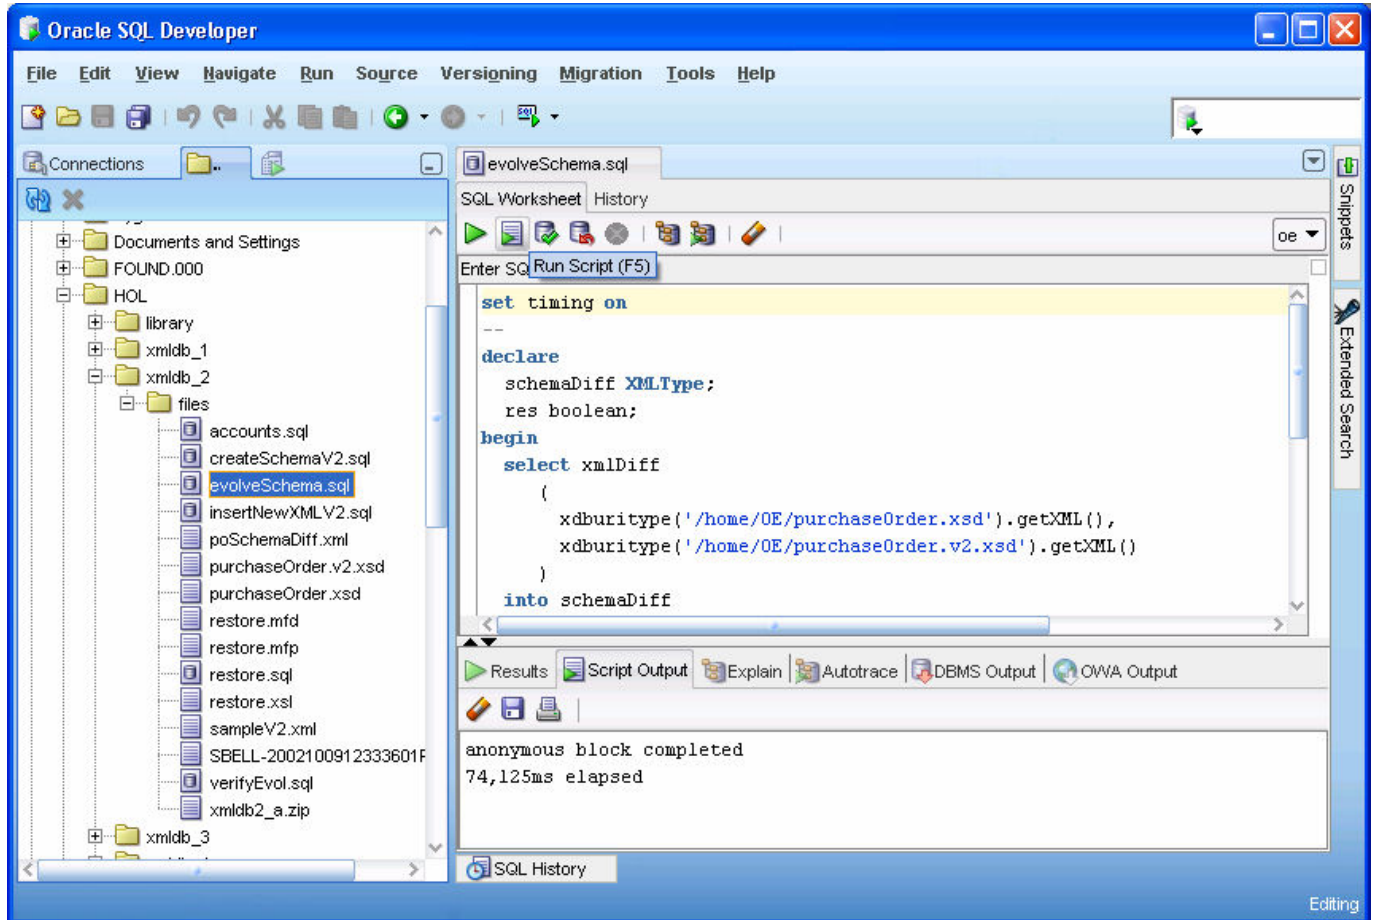 Oracle SQL Developer
File Edit View Navigate Run Source Versioning Migration Tools Help
Connections
..
Documents and Settings
FOUND.000
HOL
library
xmldb_1
xmldb_2
files
accounts.sql
createSchemaV2.sql
evolveSchema.sql
insertNewXMLV2.sql
poSchemaDiff.xml
purchaseOrder.v2.xsd
purchaseOrder.xsd
restore.mfd
restore.mfp
restore.sql
restore.xsl
sampleV2.xml
SBELL-2002100912333601F
verifyEvol.sql
xmldb2_a.zip
xmldb_3
evolveSchema.sql
SQL Worksheet History
oe
Enter SQ
Run Script (F5)
set timing on
--
declare
schemaDiff XMLType;
res boolean;
begin
select xmlDiff
(
xdburitype('/home/OE/purchaseOrder.xsd').getXML(),
xdburitype('/home/OE/purchaseOrder.v2.xsd').getXML()
)
into schemaDiff
Results Script Output Explain Autotrace DBMS Output OWA Output
anonymous block completed
74,125ms elapsed
SQL History
Snippets
Extended Search
Editing